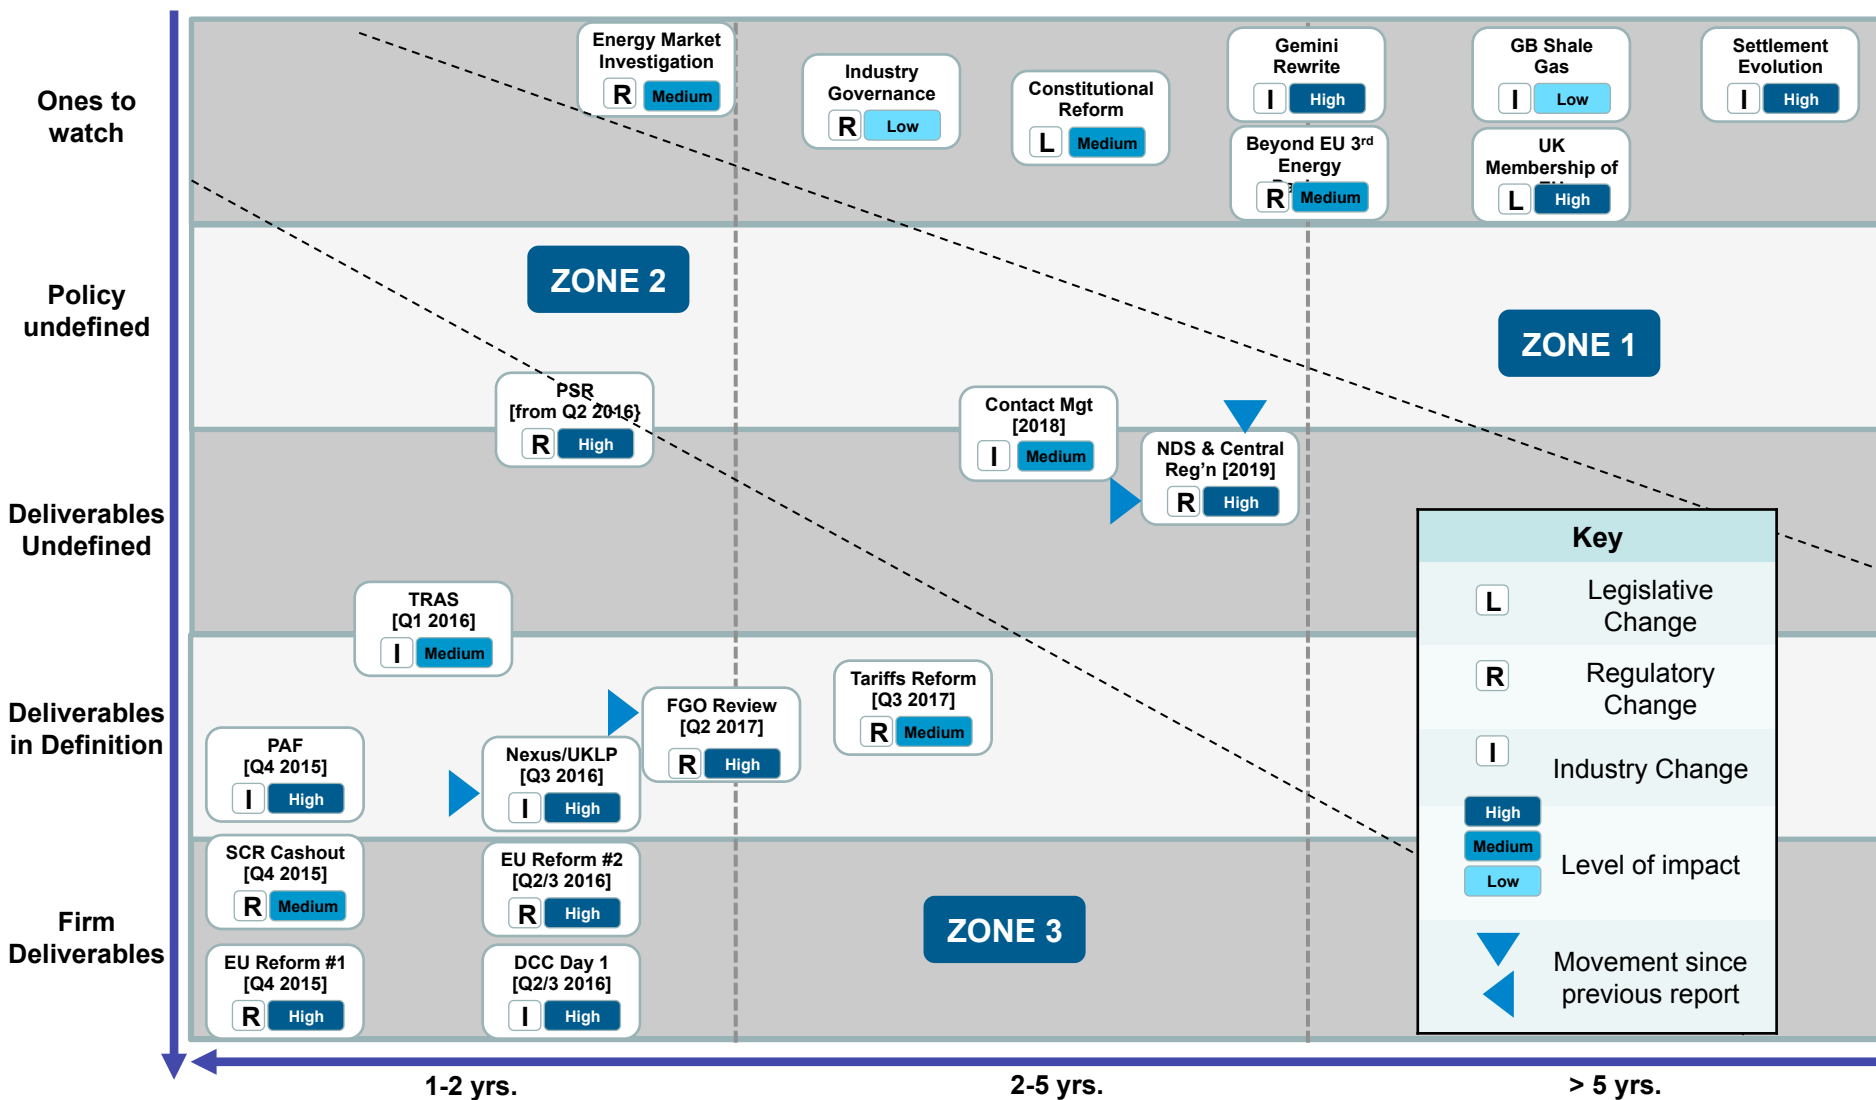 Ones to
watch
Energy Market
Investigation
R Medium
Industry
Governance
R Low
Constitutional
Reform
L Medium
Gemini
Rewrite
I High
Beyond EU 3rd
Energy
R Medium
GB Shale
Gas
I Low
UK
Membership of
L High
Settlement
Evolution
I High
Policy
undefined
ZONE 2
ZONE 1
PSR
[from Q2 2016}
R High
Contact Mgt
[2018]
I Medium
NDS & Central
Reg'n [2019]
R High
Deliverables
Undefined
TRAS
[Q1 2016]
I Medium
Deliverables
in Definition
PAF
[Q4 2015]
I High
Nexus/UKLP
[Q3 2016]
I High
FGO Review
[Q2 2017]
R High
Tariffs Reform
[Q3 2017]
R Medium
Firm
Deliverables
SCR Cashout
[Q4 2015]
R Medium
EU Reform #2
[Q2/3 2016]
R High
EU Reform #1
[Q4 2015]
R High
DCC Day 1
[Q2/3 2016]
I High
ZONE 3
Key
L Legislative
Change
R Regulatory
Change
I Industry Change
High
Medium
Low
Level of impact
Movement since
previous report
1-2 yrs.
2-5 yrs.
> 5 yrs.